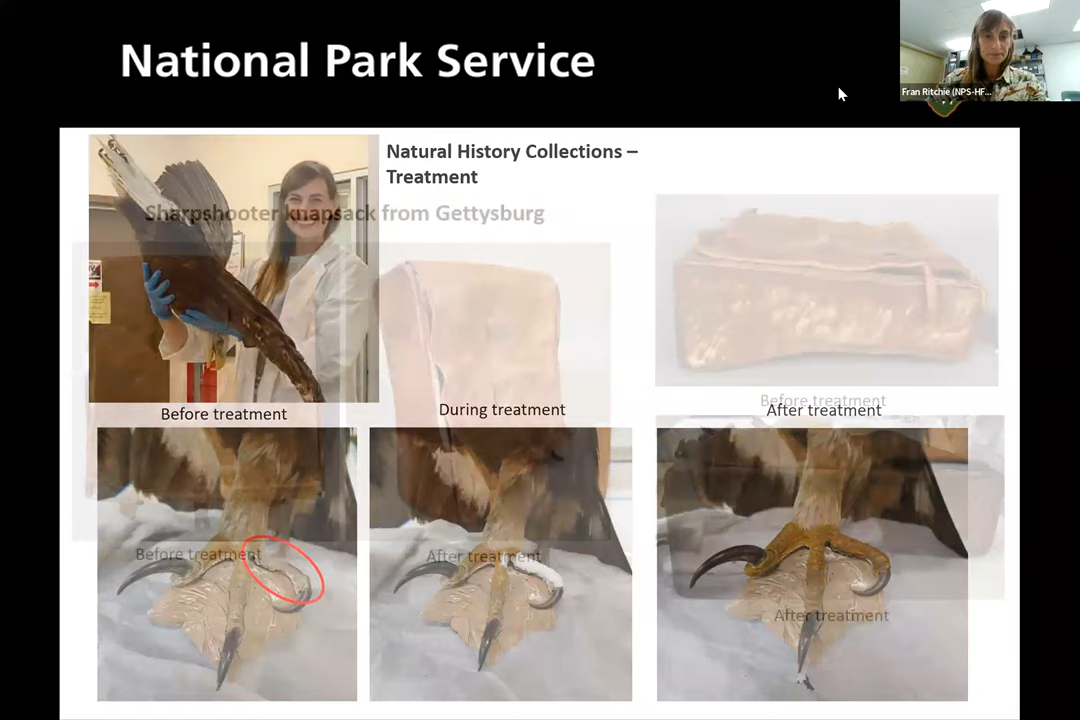 National Park Service
Fran Ritchie (NPS-HF...
Natural History Collections –
Treatment
Sharpshooter knapsack from Gettysburg
Before treatment
During treatment
Before treatment
After treatment
Before treatment
After treatment
After treatment